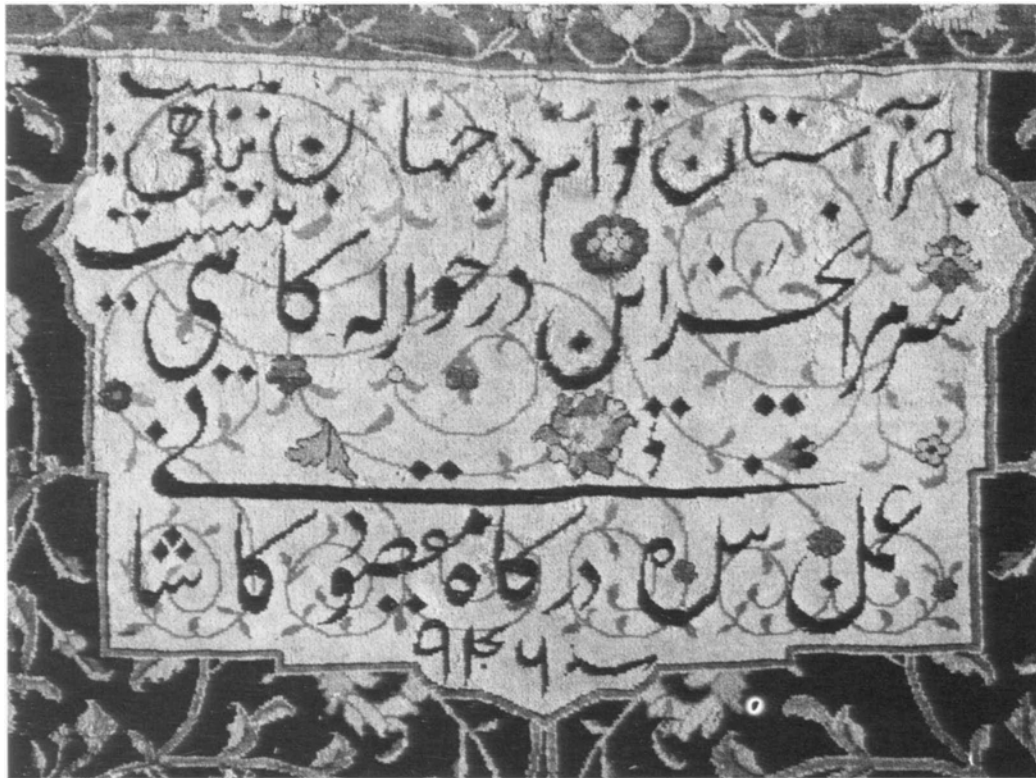 جز آستان توام در جهان پناهی نیست
سر مرا بجز این در حواله گاهی نیست
عمل بنده درگاه مقصود کاشانی
سنه ۹۴۶